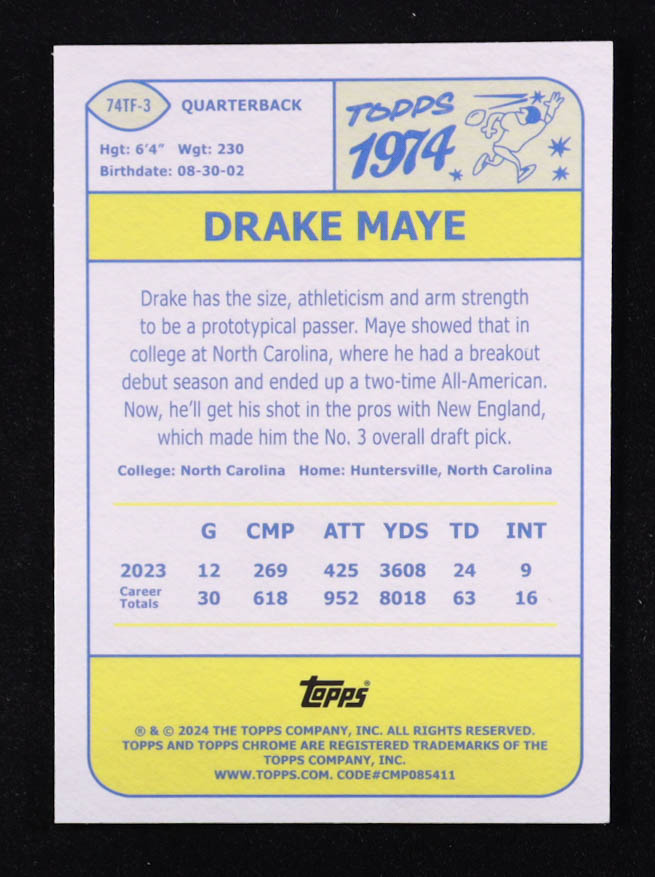 74TF-3
QUARTERBACK
Hgt: 6'4" Wgt: 230
Birthdate: 08-30-02
TOPPS
1974
DRAKE MAYE
Drake has the size, athleticism and arm strength
to be a prototypical passer. Maye showed that in
college at North Carolina, where he had a breakout
debut season and ended up a two-time All-American.
Now, he'll get his shot in the pros with New England,
which made him the No. 3 overall draft pick.
College: North Carolina Home: Huntersville, North Carolina
G CMP ATT YDS TD INT
2023 12 269 425 3608 24 9
Career Totals 30 618 952 8018 63 16
topps®
® & © 2024 THE TOPPS COMPANY, INC. ALL RIGHTS RESERVED.
TOPPS AND TOPPS CHROME ARE REGISTERED TRADEMARKS OF THE
TOPPS COMPANY, INC.
WWW.TOPPS.COM. CODE#CMP085411